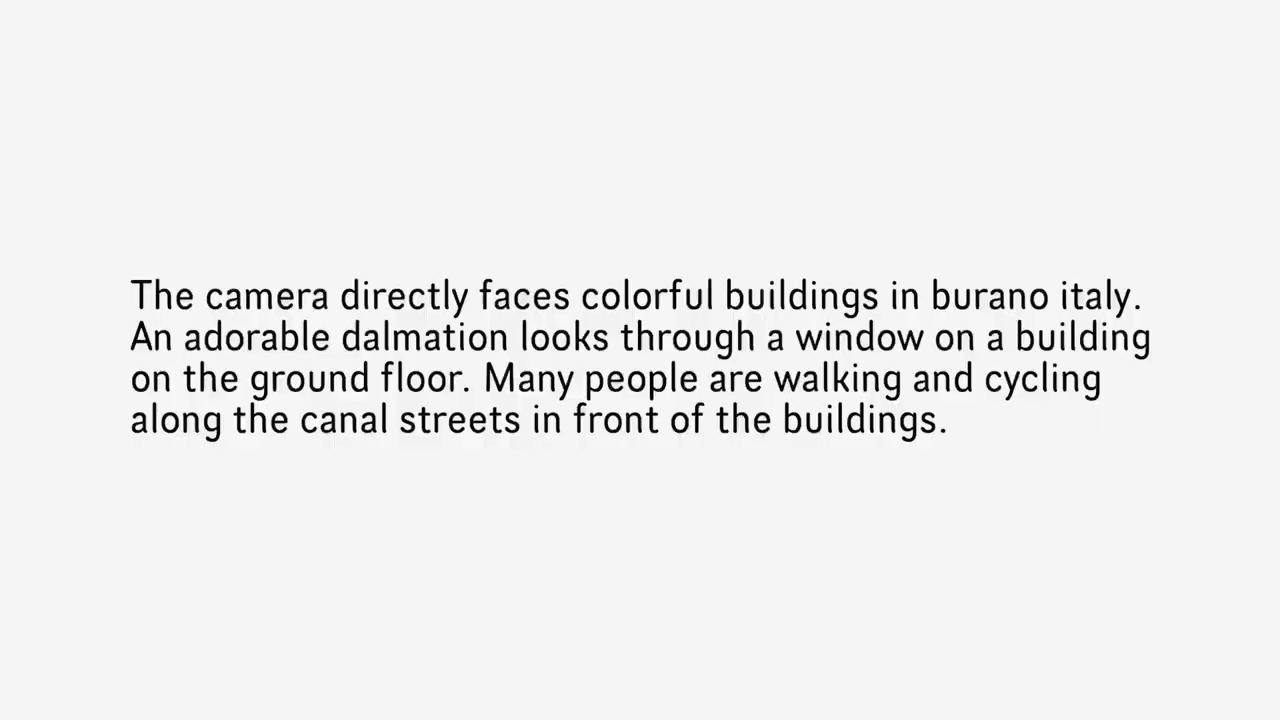 The camera directly faces colorful buildings in burano italy.
An adorable dalmation looks through a window on a building
on the ground floor. Many people are walking and cycling
along the canal streets in front of the buildings.